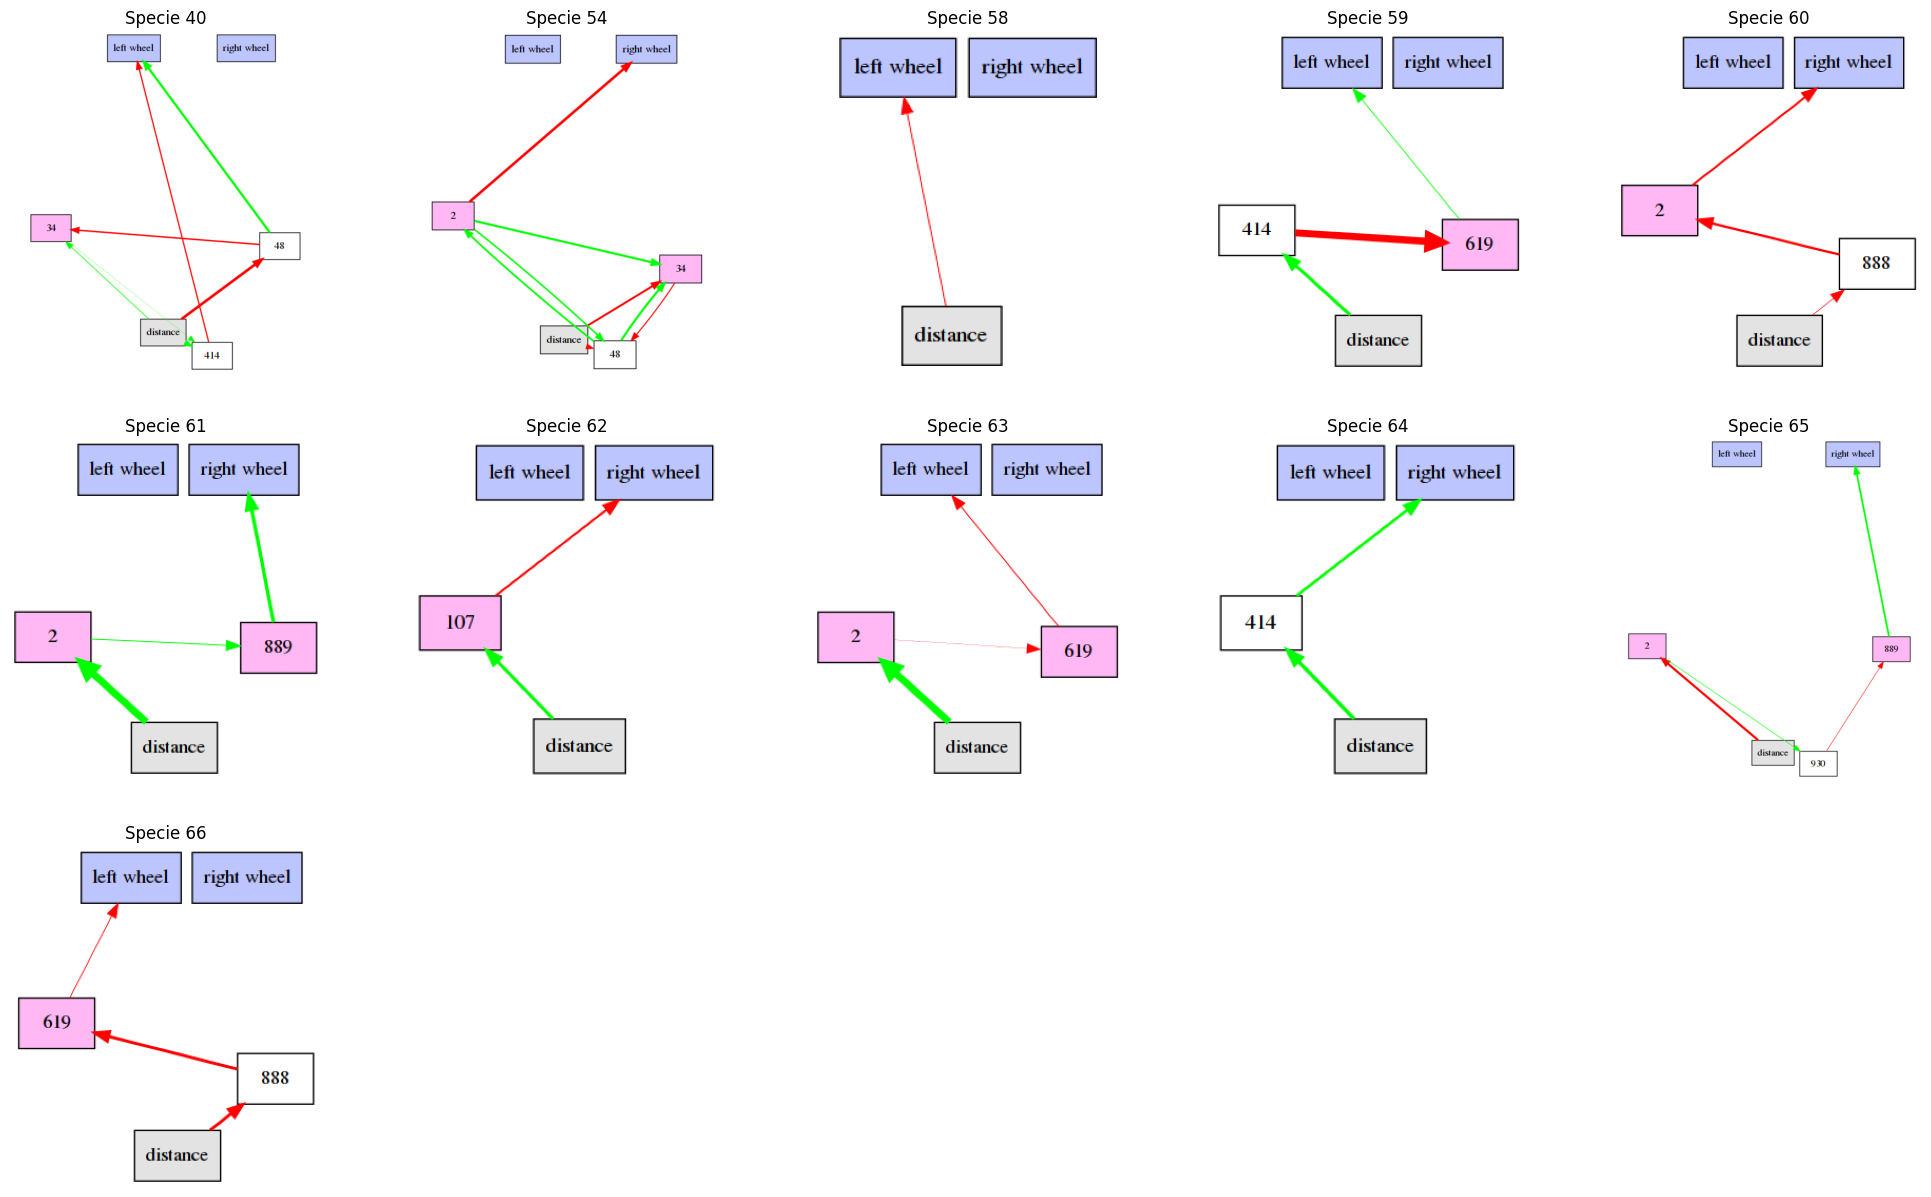 Specie 40
left wheel
right wheel
34
48
distance
414
Specie 54
left wheel
right wheel
2
34
distance
48
Specie 58
left wheel
right wheel
distance
Specie 59
left wheel
right wheel
414
619
distance
Specie 60
left wheel
right wheel
2
888
distance
Specie 61
left wheel
right wheel
2
889
distance
Specie 62
left wheel
right wheel
107
distance
Specie 63
left wheel
right wheel
2
619
distance
Specie 64
left wheel
right wheel
414
distance
Specie 65
left wheel
right wheel
2
889
distance
930
Specie 66
left wheel
right wheel
619
888
distance